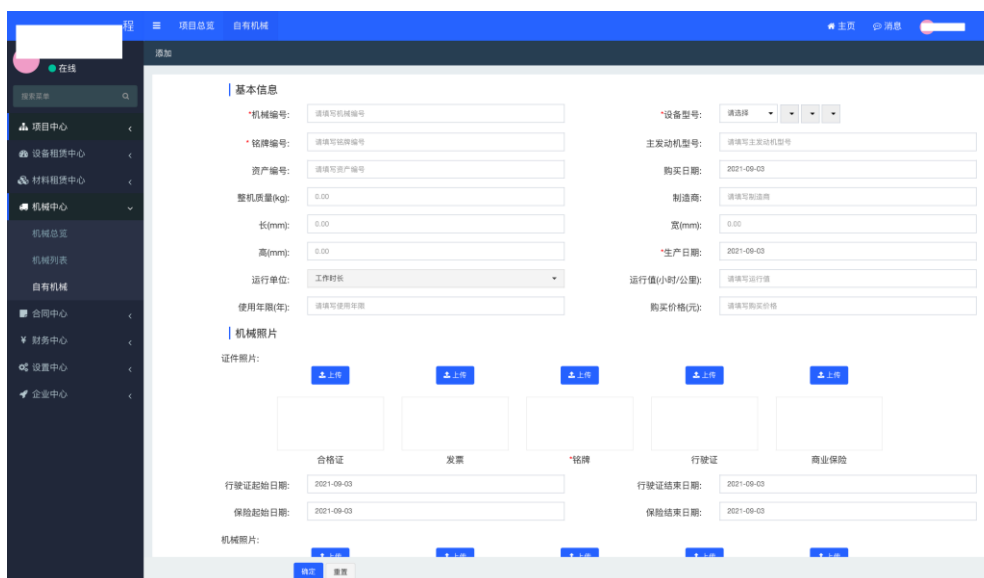 程 项目总览 自有机械 主页 消息
在线 添加
搜索菜单
项目中心
设备租赁中心
材料租赁中心
机械中心
机械总览
机械列表
自有机械
合同中心
财务中心
设置中心
企业中心
基本信息
*机械编号: 请填写机械编号 *设备型号: 请选择
* 铭牌编号: 请填写铭牌编号 主发动机型号: 请填写主发动机型号
资产编号: 请填写资产编号 购买日期: 2021-09-03
整机质量(kg): 0.00 制造商: 请填写制造商
长(mm): 0.00 宽(mm): 0.00
高(mm): 0.00 *生产日期: 2021-09-03
运行单位: 工作时长 运行值(小时/公里): 请填写运行值
使用年限(年): 请填写使用年限 购买价格(元): 请填写购买价格
机械照片
证件照片:
上传 上传 上传 上传 上传
合格证 发票 *铭牌 行驶证 商业保险
行驶证起始日期: 2021-09-03 行驶证结束日期: 2021-09-03
保险起始日期: 2021-09-03 保险结束日期: 2021-09-03
机械照片:
上传 上传 上传 上传 上传
确定 重置